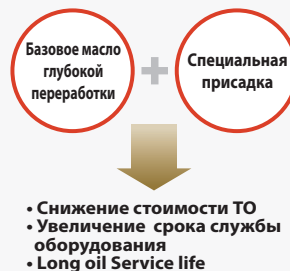 Базовое масло
глубокой
переработки
+
Специальная
присадка
• Снижение стоимости ТО
• Увеличение срока службы
оборудования
• Long oil Service life